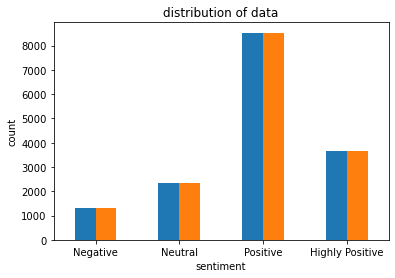 distribution of data
8000
7000
6000
5000
4000
3000
2000
1000
0
count
Negative Neutral Positive Highly Positive
sentiment